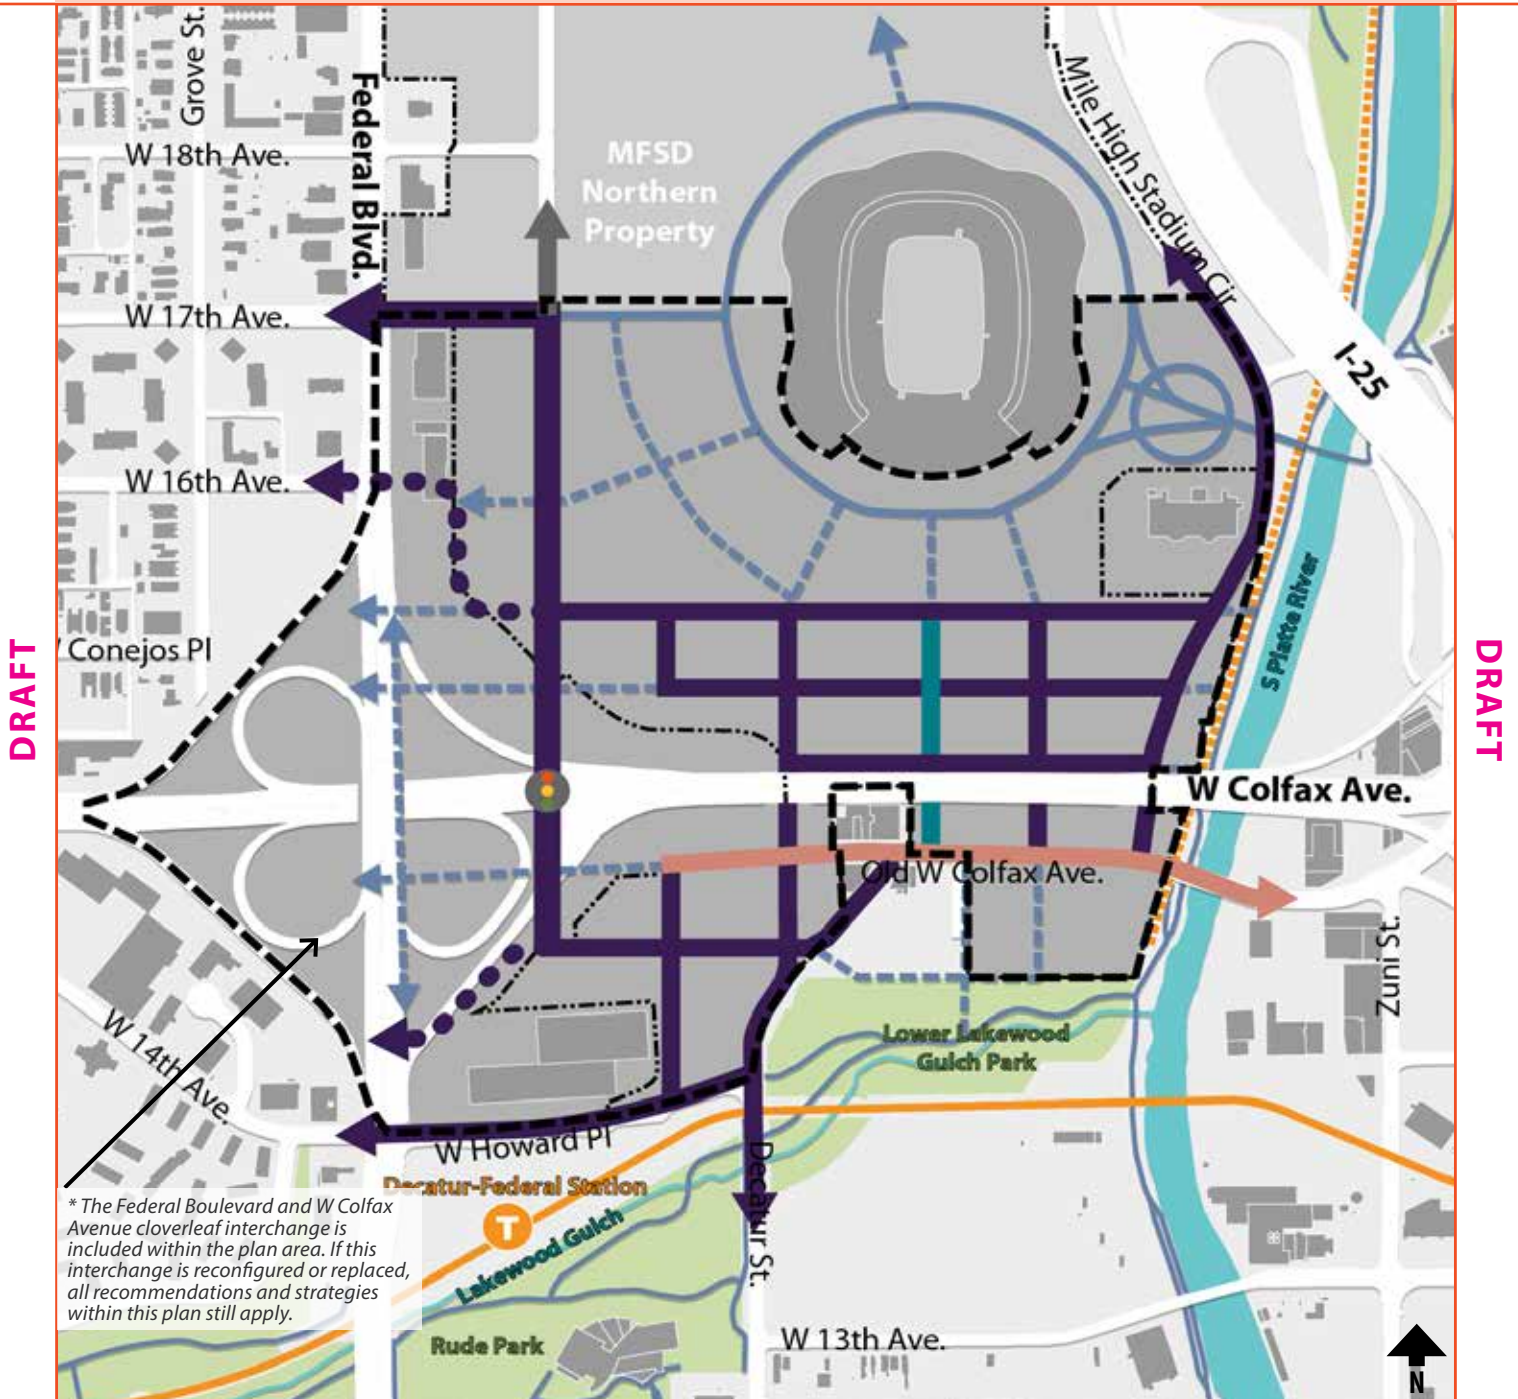 Grove St.
Federal Blvd.
W 18th Ave.
MFSD
Northern
Property
Mile High Stadium Cir
W 17th Ave.
I-25
W 16th Ave.
S Platte River
Conejos Pl
DRAFT
DRAFT
W Colfax Ave.
Old W Colfax Ave.
Zuni St.
W 14th Ave.
Lower Lakewood
Gulch Park
W Howard Pl
Decatur-Federal Station
T
Lakewood Gulch
Decatur St.
* The Federal Boulevard and W Colfax
Avenue cloverleaf interchange is
included within the plan area. If this
interchange is reconfigured or replaced,
all recommendations and strategies
within this plan still apply.
Rude Park
W 13th Ave.
N